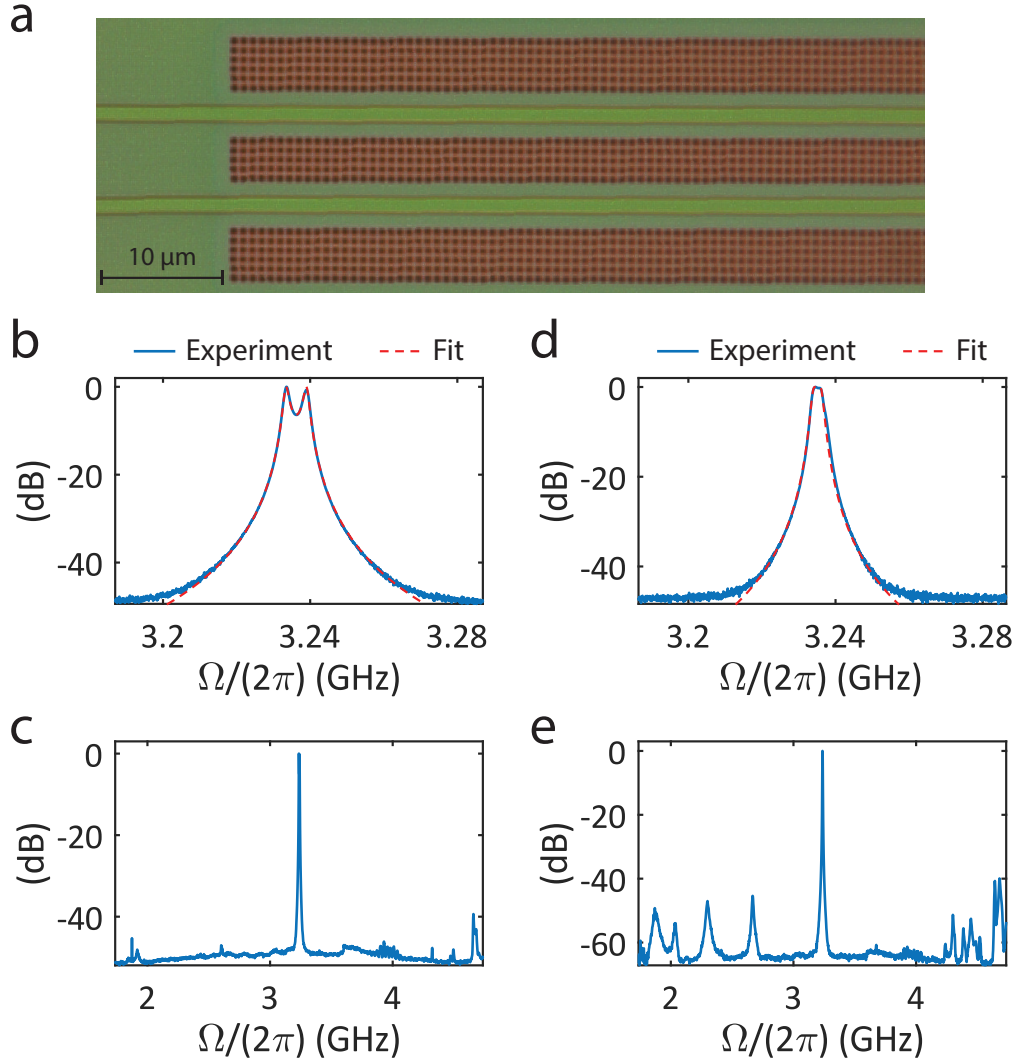 a
10 μm
b
Experiment
Fit
0
-20
-40
(dB)
3.2
3.24
3.28
Ω/(2π) (GHz)
d
Experiment
Fit
0
-20
-40
(dB)
3.2
3.24
3.28
Ω/(2π) (GHz)
c
0
-20
-40
(dB)
2
3
4
Ω/(2π) (GHz)
e
0
-20
-40
-60
(dB)
2
3
4
Ω/(2π) (GHz)